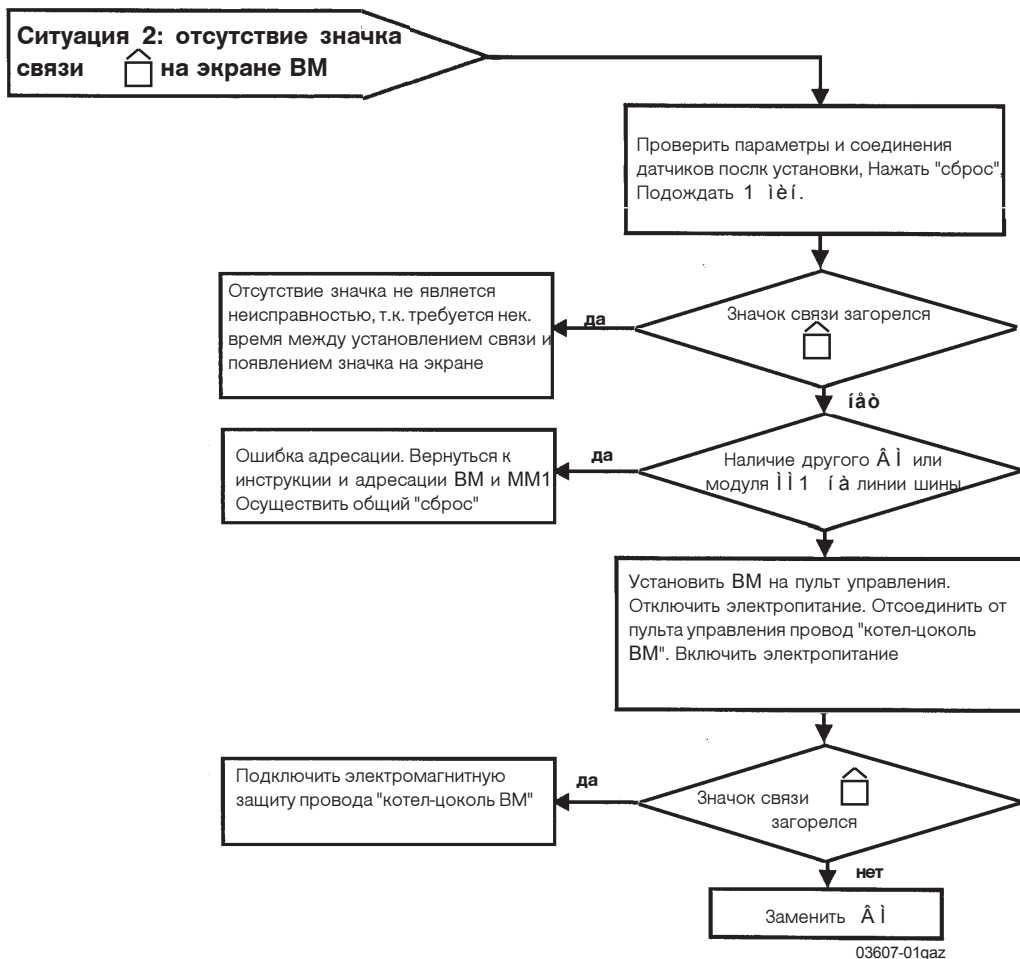 Ситуация 2: отсутствие значка
связи на экране ВМ
Проверить параметры и соединения
датчиков послк установки, Нажать "сброс",
Подождать 1 ìèí.
Значок связи загорелся
да
Отсутствие значка не является
неисправностью, т.к. требуется нек.
время между установлением связи и
появлением значка на экране
íåò
Наличие другого Â Ì или
модуля Ì Ì 1 í à линии шины
да
Ошибка адресации. Вернуться к
инструкции и адресации ВМ и ММ1
Осуществить общий "сброс"
Установить ВМ на пульт управления.
Отключить электропитание. Отсоединить от
пульта управления провод "котел-цоколь
ВМ". Включить электропитание
Значок связи
загорелся
да
Подключить электромагнитную
защиту провода "котел-цоколь ВМ"
нет
Заменить Â Ì
03607-01gaz